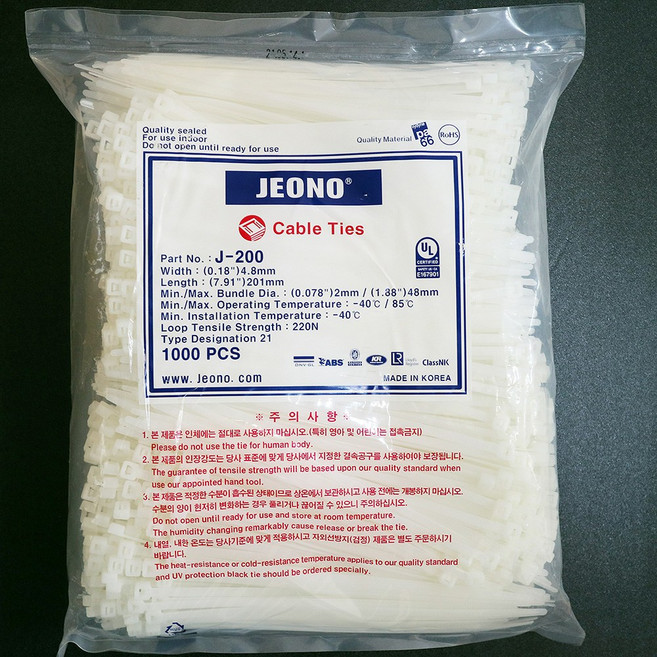 Quality sealed
For use indoor
Do not open until ready for use
Quality Material
PA 66
RoHS
JEONO®
Cable Ties
Part No. : J-200
Width : (0.18")4.8mm
Length : (7.91")201mm
Min./Max. Bundle Dia. : (0.078")2mm / (1.88")48mm
Min./Max. Operating Temperature : -40℃ / 85℃
Min. Installation Temperature : -40℃
Loop Tensile Strength : 220N
Type Designation 21
1000 PCS
UL
CERTIFIED
SAFETY US-CA
E167901
DNV·GL
ABS
KR
LR
ClassNK
www. Jeono. com
MADE IN KOREA
※ 주 의 사 항 ※
1. 본 제품은 인체에는 절대로 사용하지 마십시오.(특히 영아 및 어린이는 접속금지)
Please do not use the tie for human body.
2. 본 제품의 인장강도는 당사 표준에 맞게 당사에서 지정한 결속공구를 사용하여야 보장됩니다.
The guarantee of tensile strength will be based upon our quality standard when
use our appointed hand tool.
3. 본 제품은 적정한 수분이 흡수된 상태이므로 상온에서 보관하시고 사용 전에는 개봉하지 마십시오.
수분의 양이 현저히 변화하는 경우 풀리거나 끊어질 수 있으니 주의하십시오.
Do not open until ready for use and store at room temperature.
The humidity changing remarkably cause release or break the tie.
4. 내열, 내한 온도는 당사기준에 맞게 적용하시고 자외선방지(검정) 제품은 별도 주문하시기
바랍니다.
The heat-resistance or cold-resistance temperature applies to our quality standard
and UV protection black tie should be ordered specially.